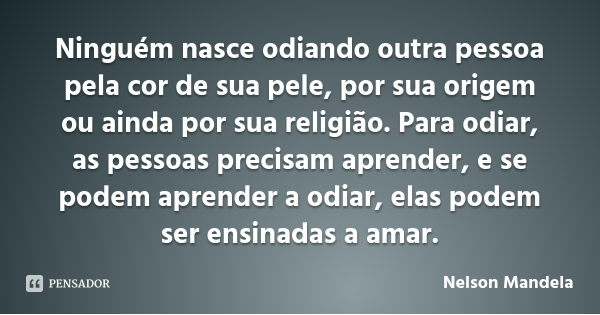 Ninguém nasce odiando outra pessoa
pela cor de sua pele, por sua origem
ou ainda por sua religião. Para odiar,
as pessoas precisam aprender, e se
podem aprender a odiar, elas podem
ser ensinadas a amar.
PENSADOR
Nelson Mandela